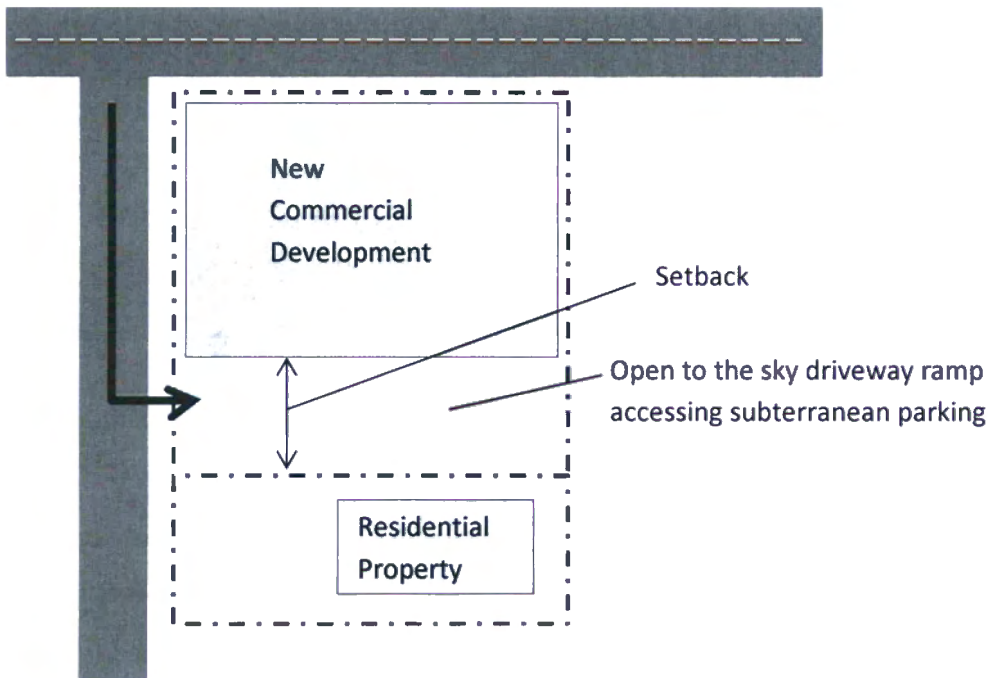 New
Commercial
Development
Setback
Open to the sky driveway ramp
accessing subterranean parking
Residential
Property